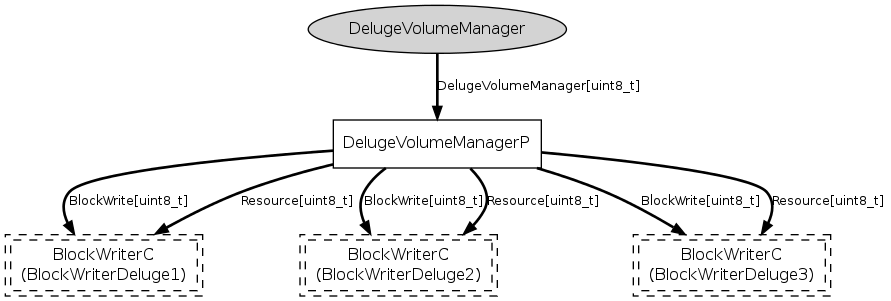 DelugeVolumeManager
DelugeVolumeManager[uint8_t]
DelugeVolumeManagerP
BlockWrite[uint8_t]
Resource[uint8_t]
BlockWrite[uint8_t]
Resource[uint8_t]
BlockWrite[uint8_t]
Resource[uint8_t]
BlockWriterC
(BlockWriterDeluge1)
BlockWriterC
(BlockWriterDeluge2)
BlockWriterC
(BlockWriterDeluge3)